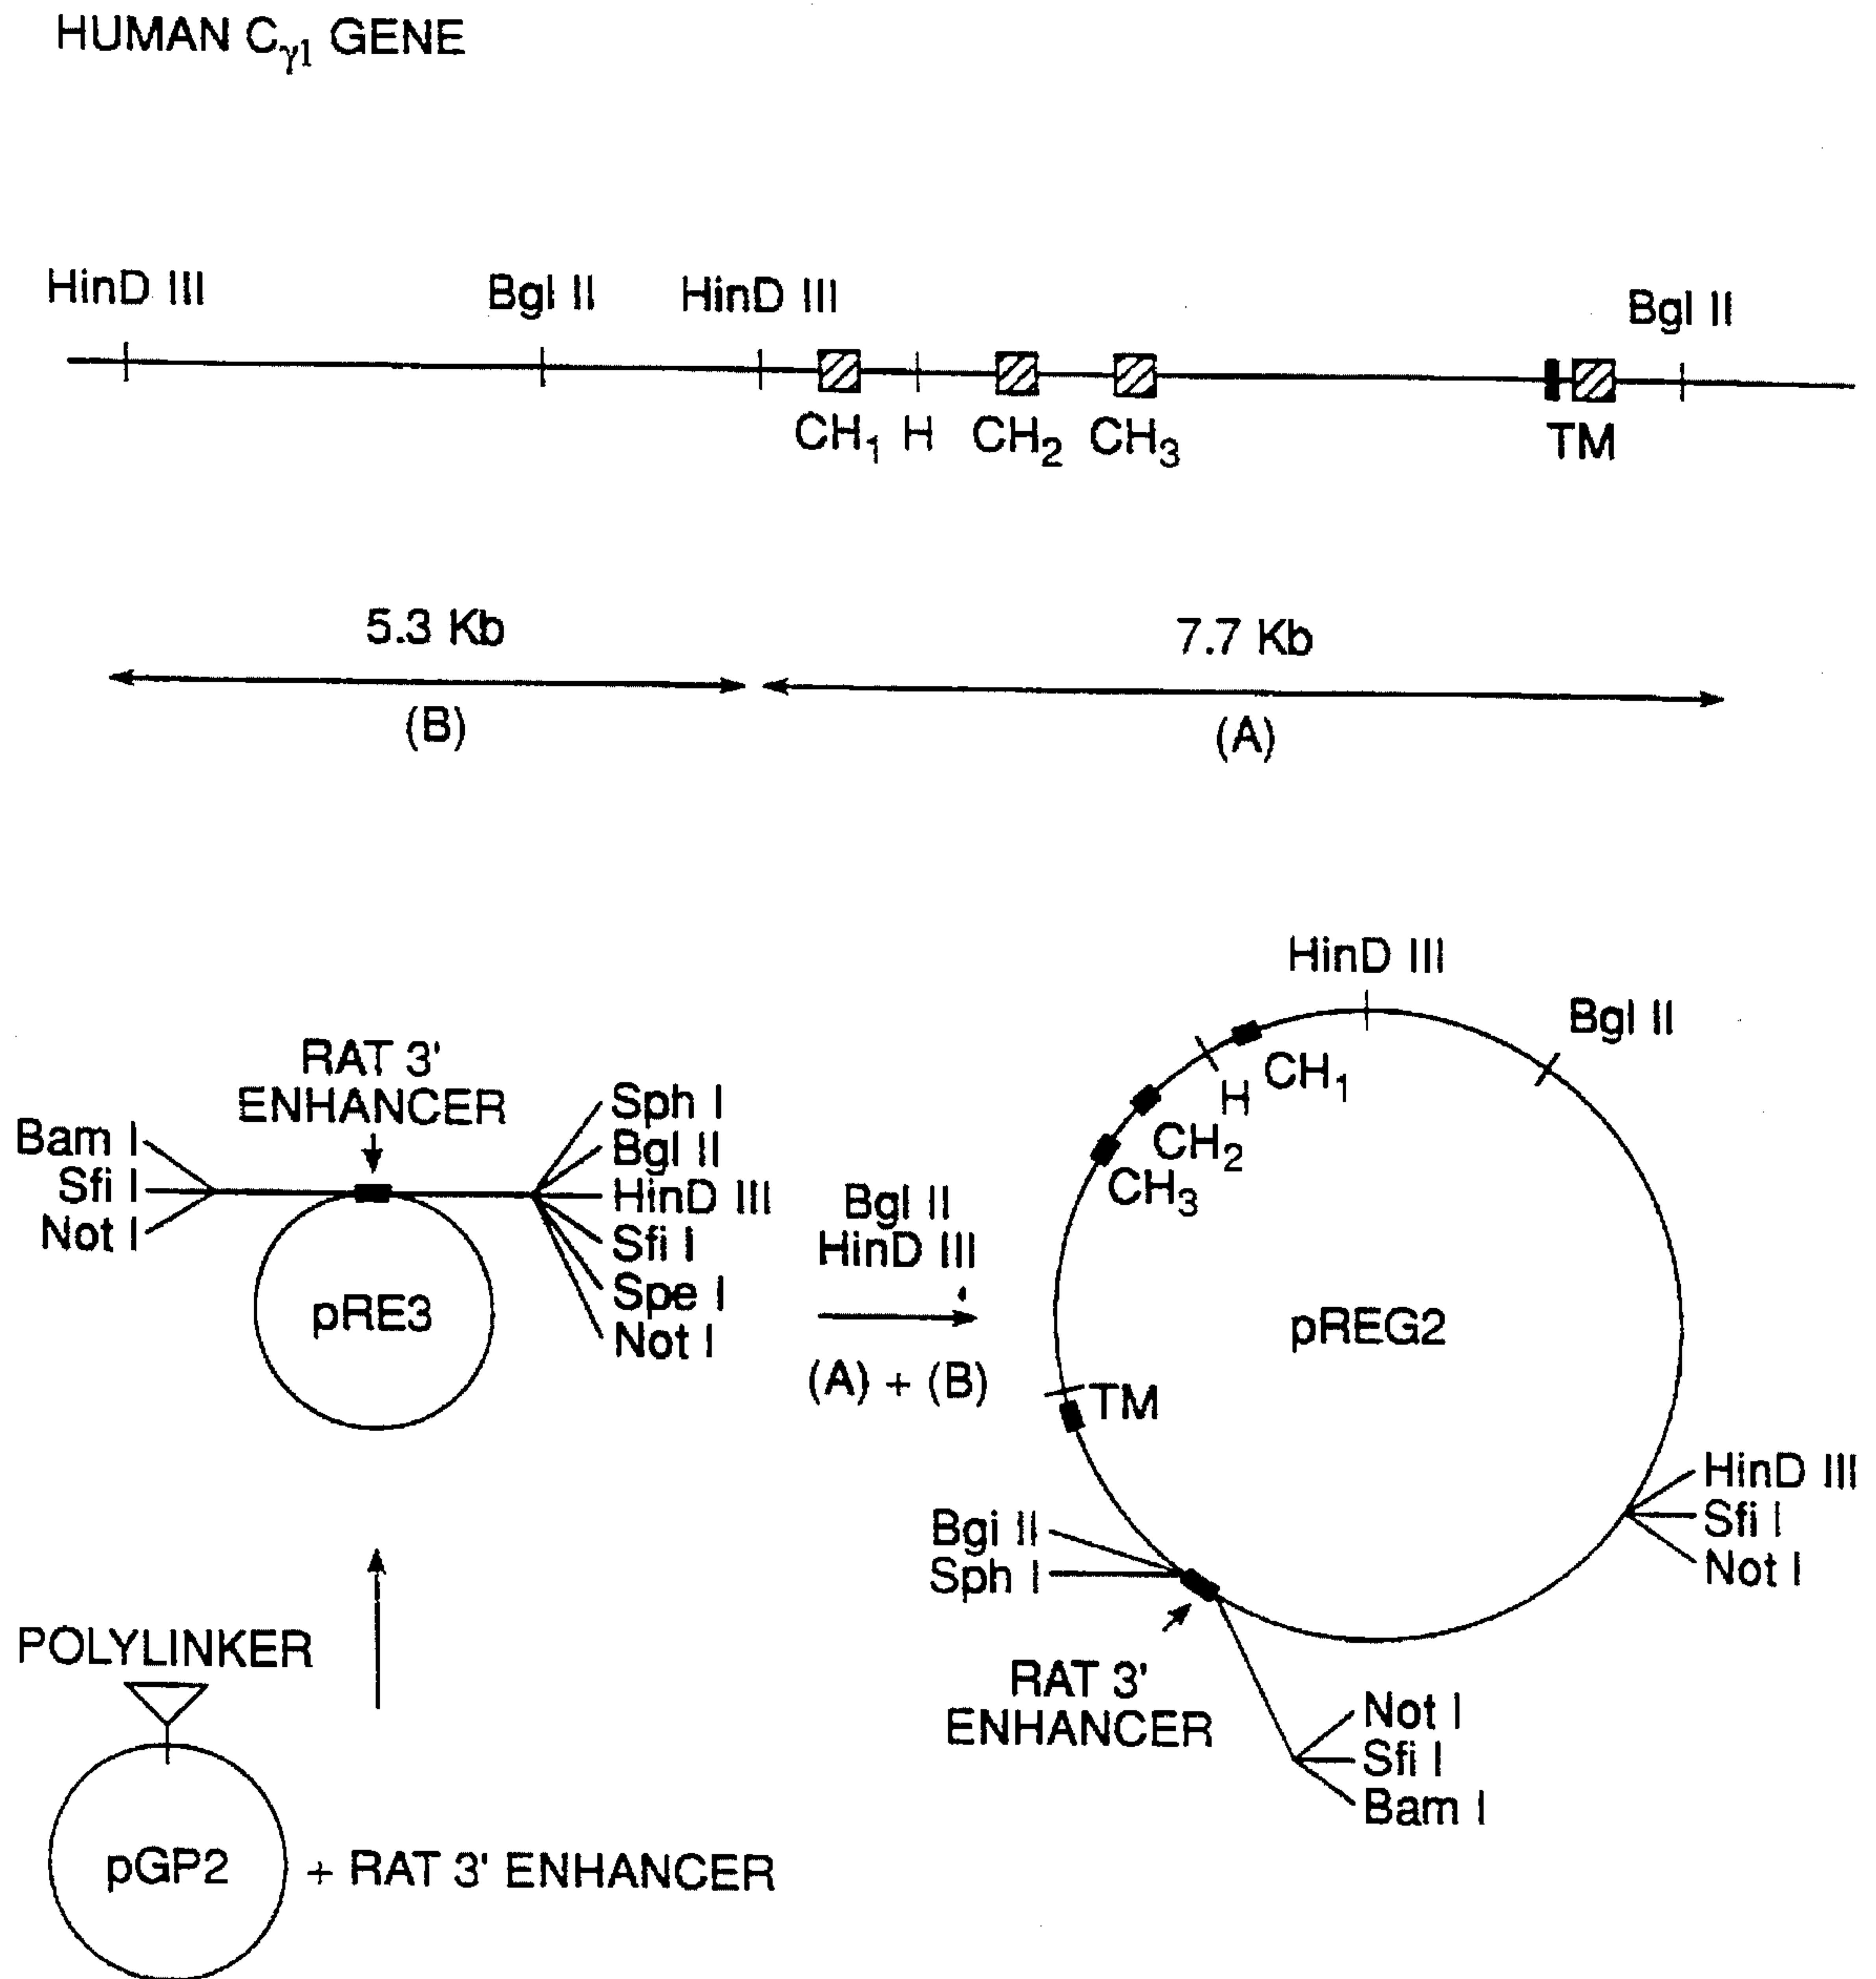 HUMAN Cγ1 GENE
HinD III
Bgl II
HinD III
Bgl II
CH1
H
CH2
CH3
TM
5.3 Kb
7.7 Kb
(B)
(A)
RAT 3'
ENHANCER
Bam I
Sfi I
Not I
Sph I
Bgl II
HinD III
Sfi I
Spe I
Not I
pRE3
Bgl II
HinD III
(A) + (B)
HinD III
Bgl II
CH1
H
CH2
CH3
pREG2
TM
HinD III
Sfi I
Not I
Bgi II
Sph I
RAT 3'
ENHANCER
Not I
Sfi I
Bam I
POLYLINKER
pGP2
+ RAT 3' ENHANCER